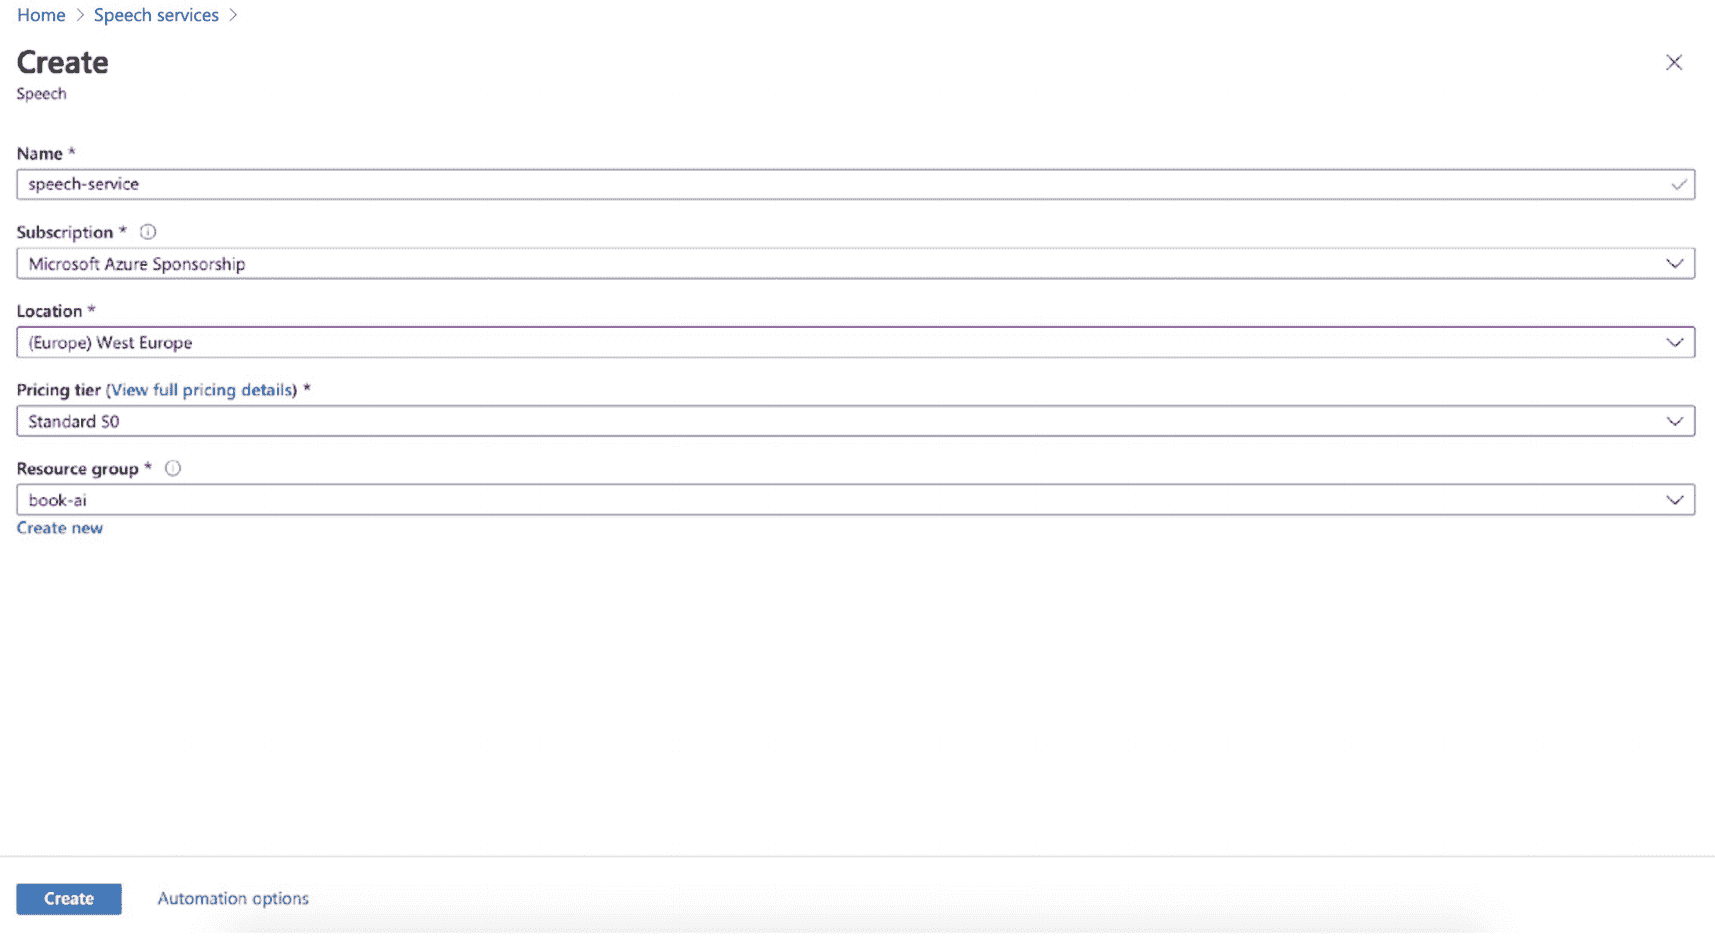 Home > Speech services >
Create
Speech
Name *
speech-service
Subscription *
Microsoft Azure Sponsorship
Location *
(Europe) West Europe
Pricing tier (View full pricing details) *
Standard S0
Resource group *
book-ai
Create new
Create Automation options